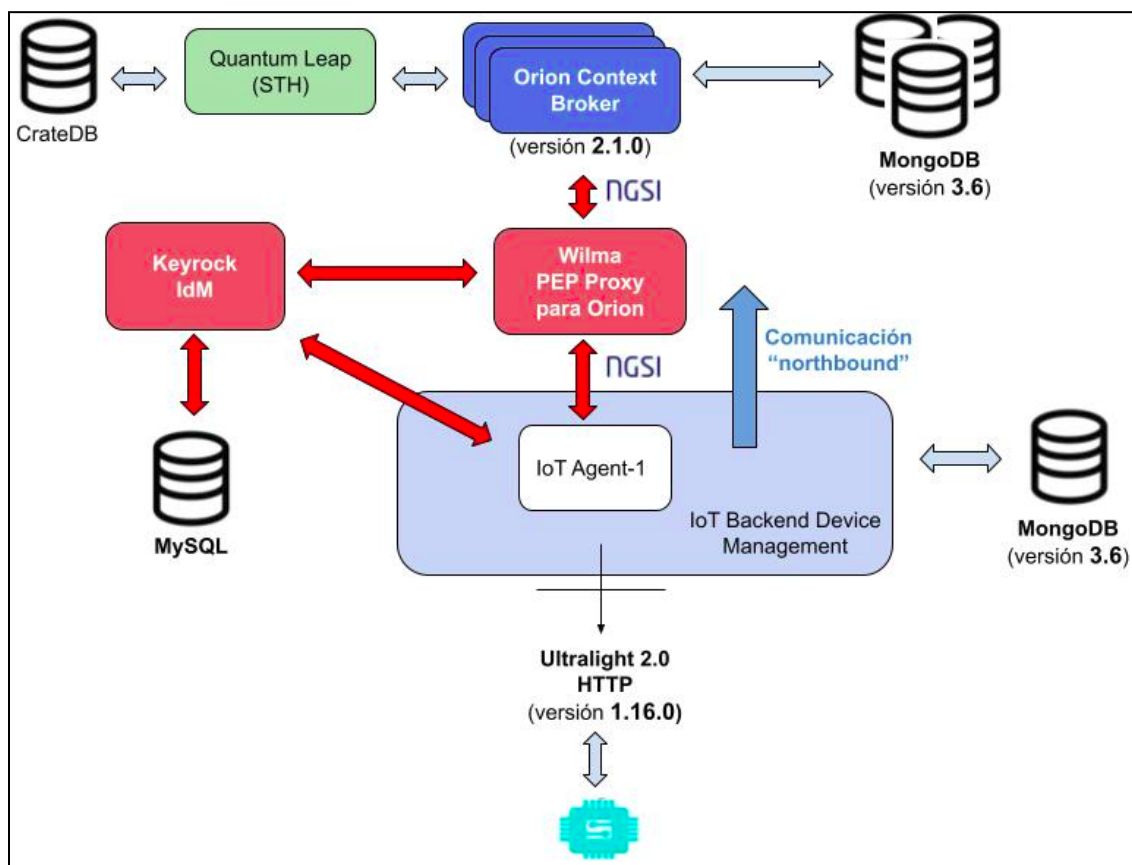 Quantum Leap
(STH)
Orion Context
Broker
CrateDB
(versión 2.1.0)
MongoDB
(versión 3.6)
NGSI
Keyrock
IdM
Wilma
PEP Proxy
para Orion
Comunicación
“northbound”
NGSI
IoT Agent-1
IoT Backend Device
Management
MySQL
MongoDB
(versión 3.6)
Ultralight 2.0
HTTP
(versión 1.16.0)